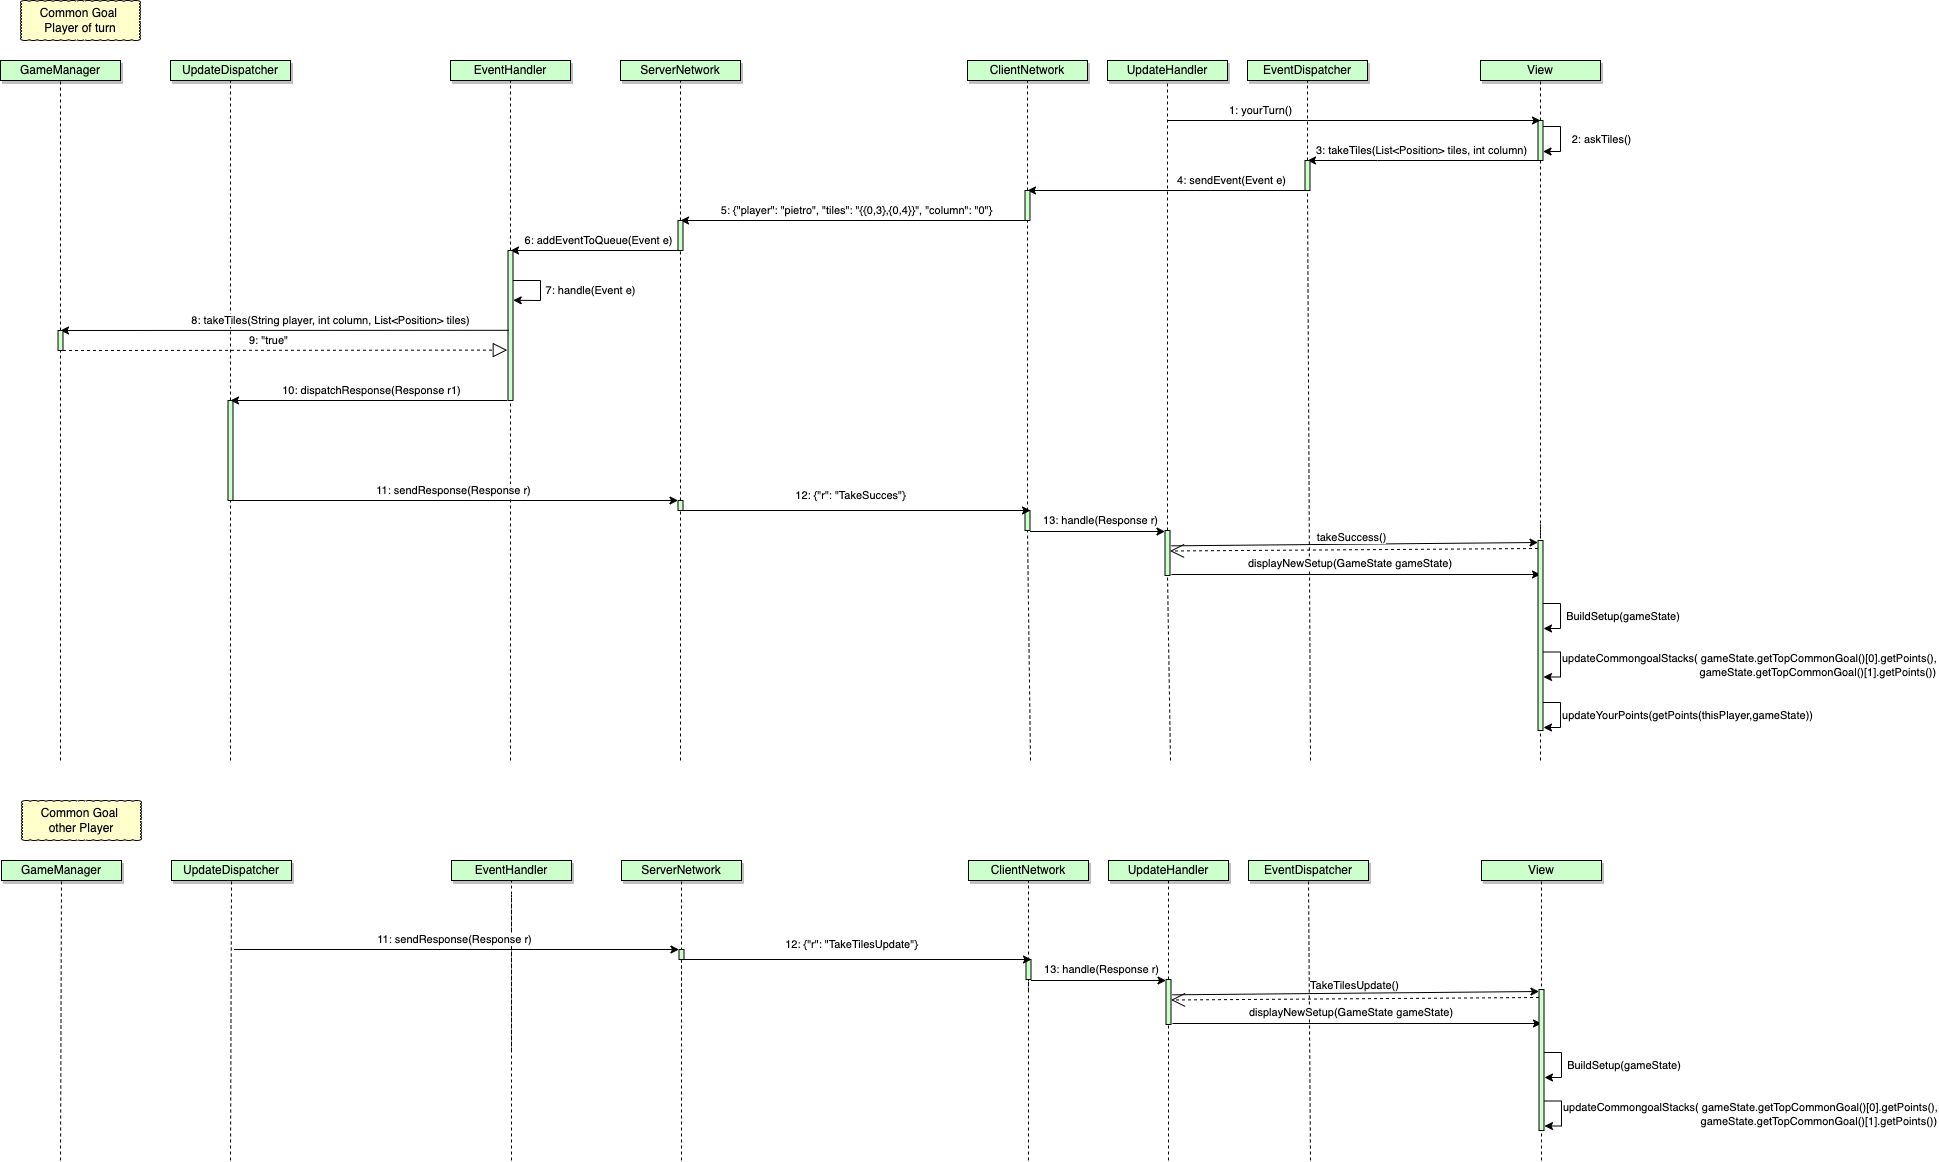 Common Goal
Player of turn
GameManager
UpdateDispatcher
EventHandler
ServerNetwork
ClientNetwork
UpdateHandler
EventDispatcher
View
1: yourTurn()
2: askTiles()
3: takeTiles(List<Position> tiles, int column)
4: sendEvent(Event e)
5: {"player": "pietro", "tiles": "{{0,3},{0,4}}", "column": "0"}
6: addEventToQueue(Event e)
7: handle(Event e)
8: takeTiles(String player, int column, List<Position> tiles)
9: "true"
10: dispatchResponse(Response r1)
11: sendResponse(Response r)
12: {"r": "TakeSucces"}
13: handle(Response r)
takeSuccess()
displayNewSetup(GameState gameState)
BuildSetup(gameState)
updateCommongoalStacks( gameState.getTopCommonGoal()[0].getPoints(),
gameState.getTopCommonGoal()[1].getPoints())
updateYourPoints(getPoints(thisPlayer,gameState))
Common Goal
other Player
GameManager
UpdateDispatcher
EventHandler
ServerNetwork
ClientNetwork
UpdateHandler
EventDispatcher
View
11: sendResponse(Response r)
12: {"r": "TakeTilesUpdate"}
13: handle(Response r)
TakeTilesUpdate()
displayNewSetup(GameState gameState)
BuildSetup(gameState)
updateCommongoalStacks( gameState.getTopCommonGoal()[0].getPoints(),
gameState.getTopCommonGoal()[1].getPoints())